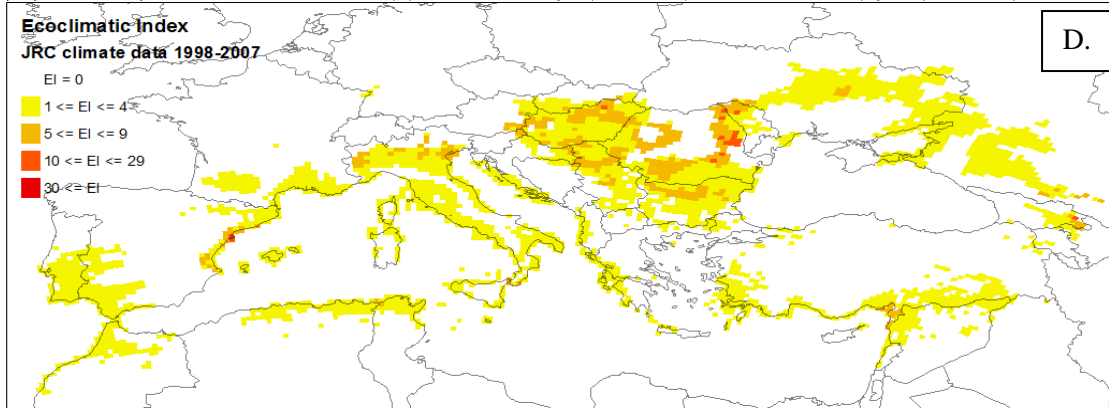 Ecoclimatic Index
JRC climate data 1998-2007
EI = 0
1 <= EI <= 4
5 <= EI <= 9
10 <= EI <= 29
30 <= EI
D.